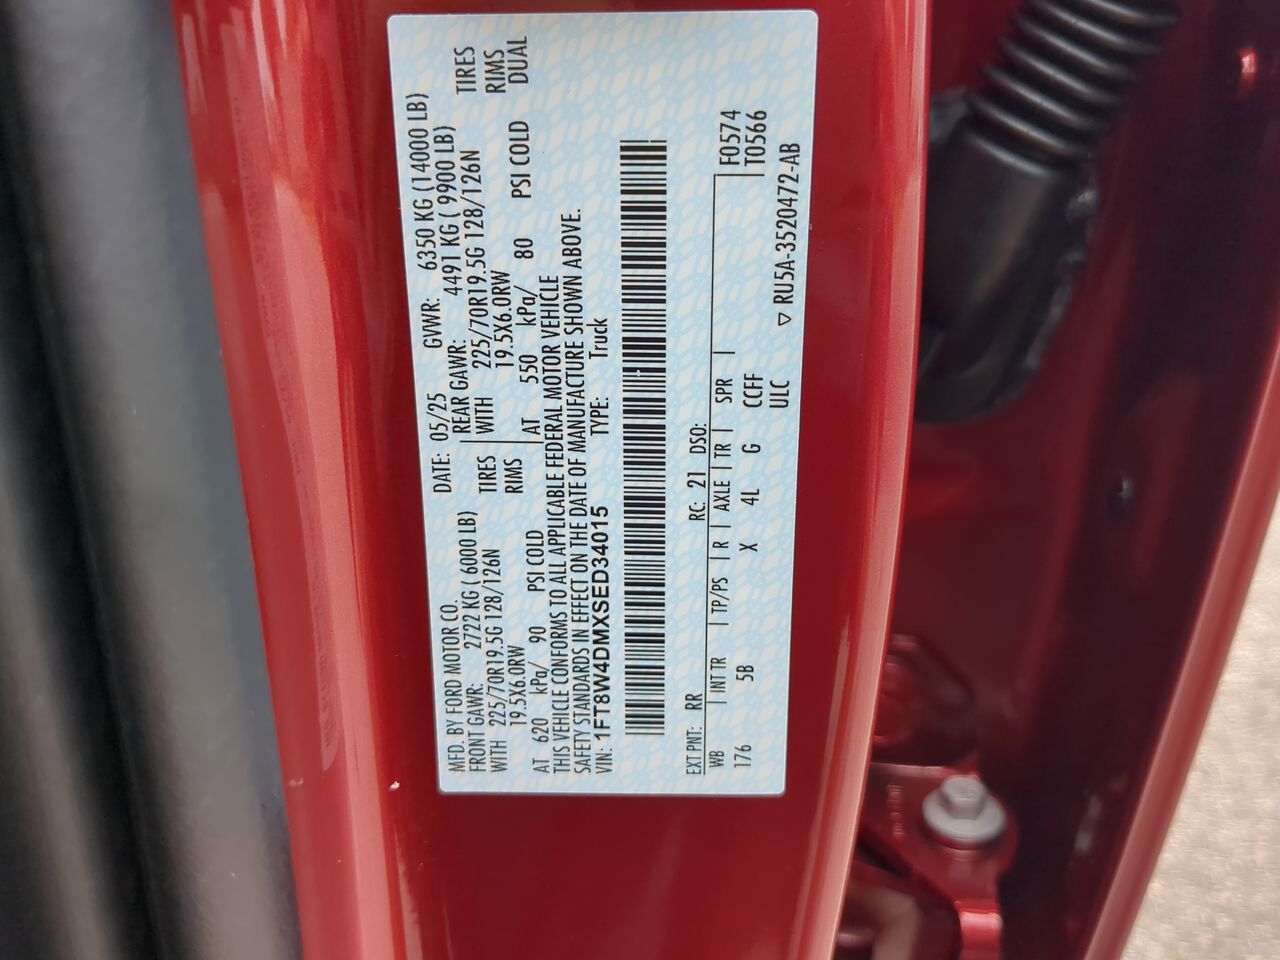 MFD. BY FORD MOTOR CO.
DATE: 05/25 GVWR: 6350 KG (14000 LB)
FRONT GAWR: 2722 KG ( 6000 LB)
REAR GAWR: 4491 KG ( 9900 LB)
WITH 225/70R19.5G 128/126N TIRES
WITH 225/70R19.5G 128/126N TIRES
19.5X6.0RW RIMS
19.5X6.0RW RIMS
AT 620 kPa/ 90 PSI COLD
AT 550 kPa/ 80 PSI COLD DUAL
THIS VEHICLE CONFORMS TO ALL APPLICABLE FEDERAL MOTOR VEHICLE
SAFETY STANDARDS IN EFFECT ON THE DATE OF MANUFACTURE SHOWN ABOVE.
VIN: 1FT8W4DMXSED34015 TYPE: Truck
EXT PNT: RR RC: 21 DSO: F0574
WB INT TR TP/PS R AXLE TR SPR T0566
176 5B X 4L G CCFF
ULC
▽ RU5A-3520472-AB